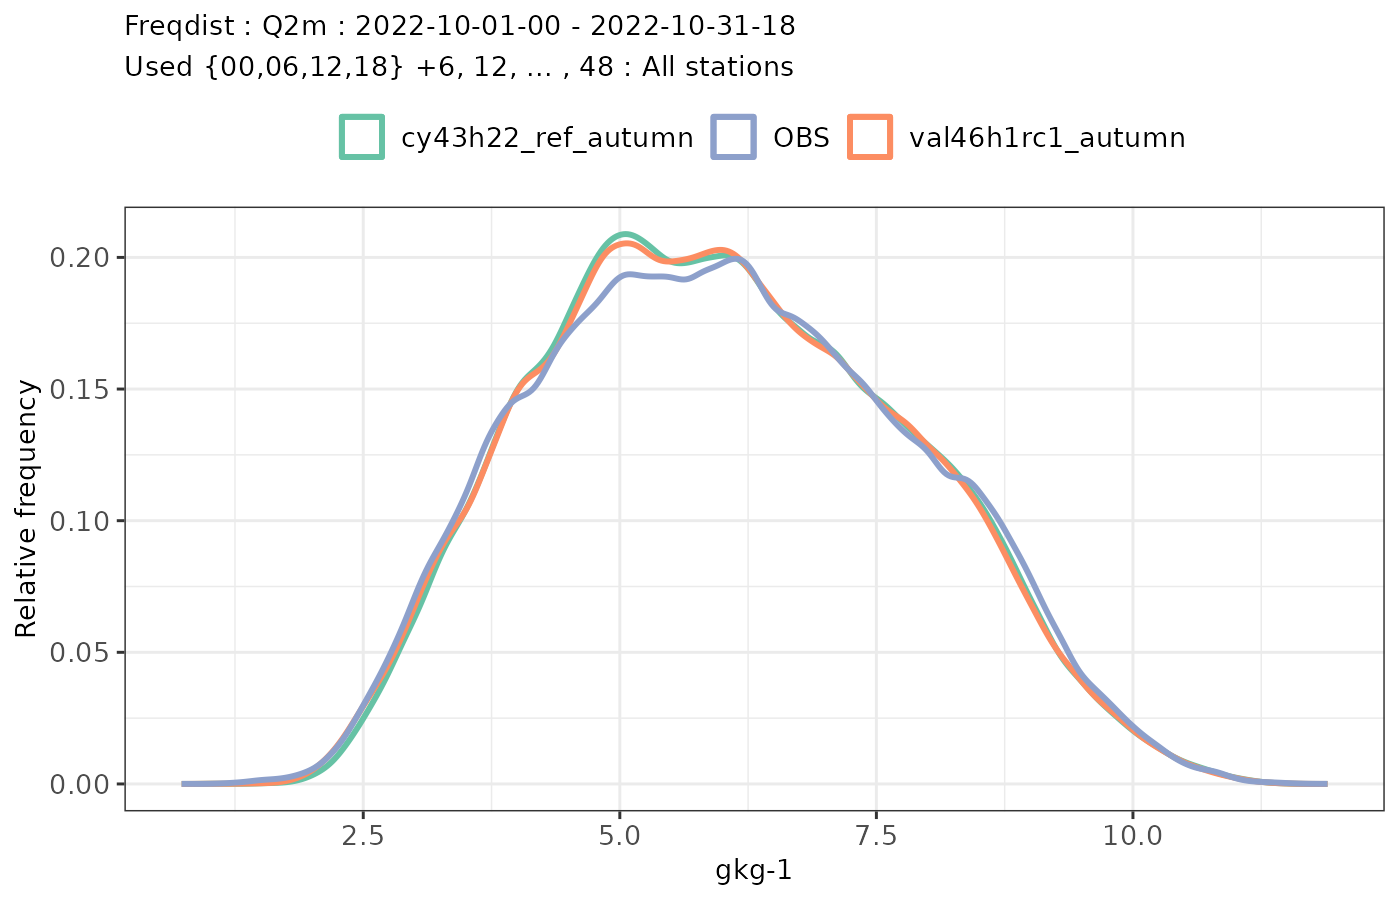 Freqdist : Q2m : 2022-10-01-00 - 2022-10-31-18
Used {00,06,12,18} +6, 12, ... , 48 : All stations
cy43h22_ref_autumn OBS val46h1rc1_autumn
Relative frequency
0.20
0.15
0.10
0.05
0.00
2.5 5.0 7.5 10.0
gkg-1